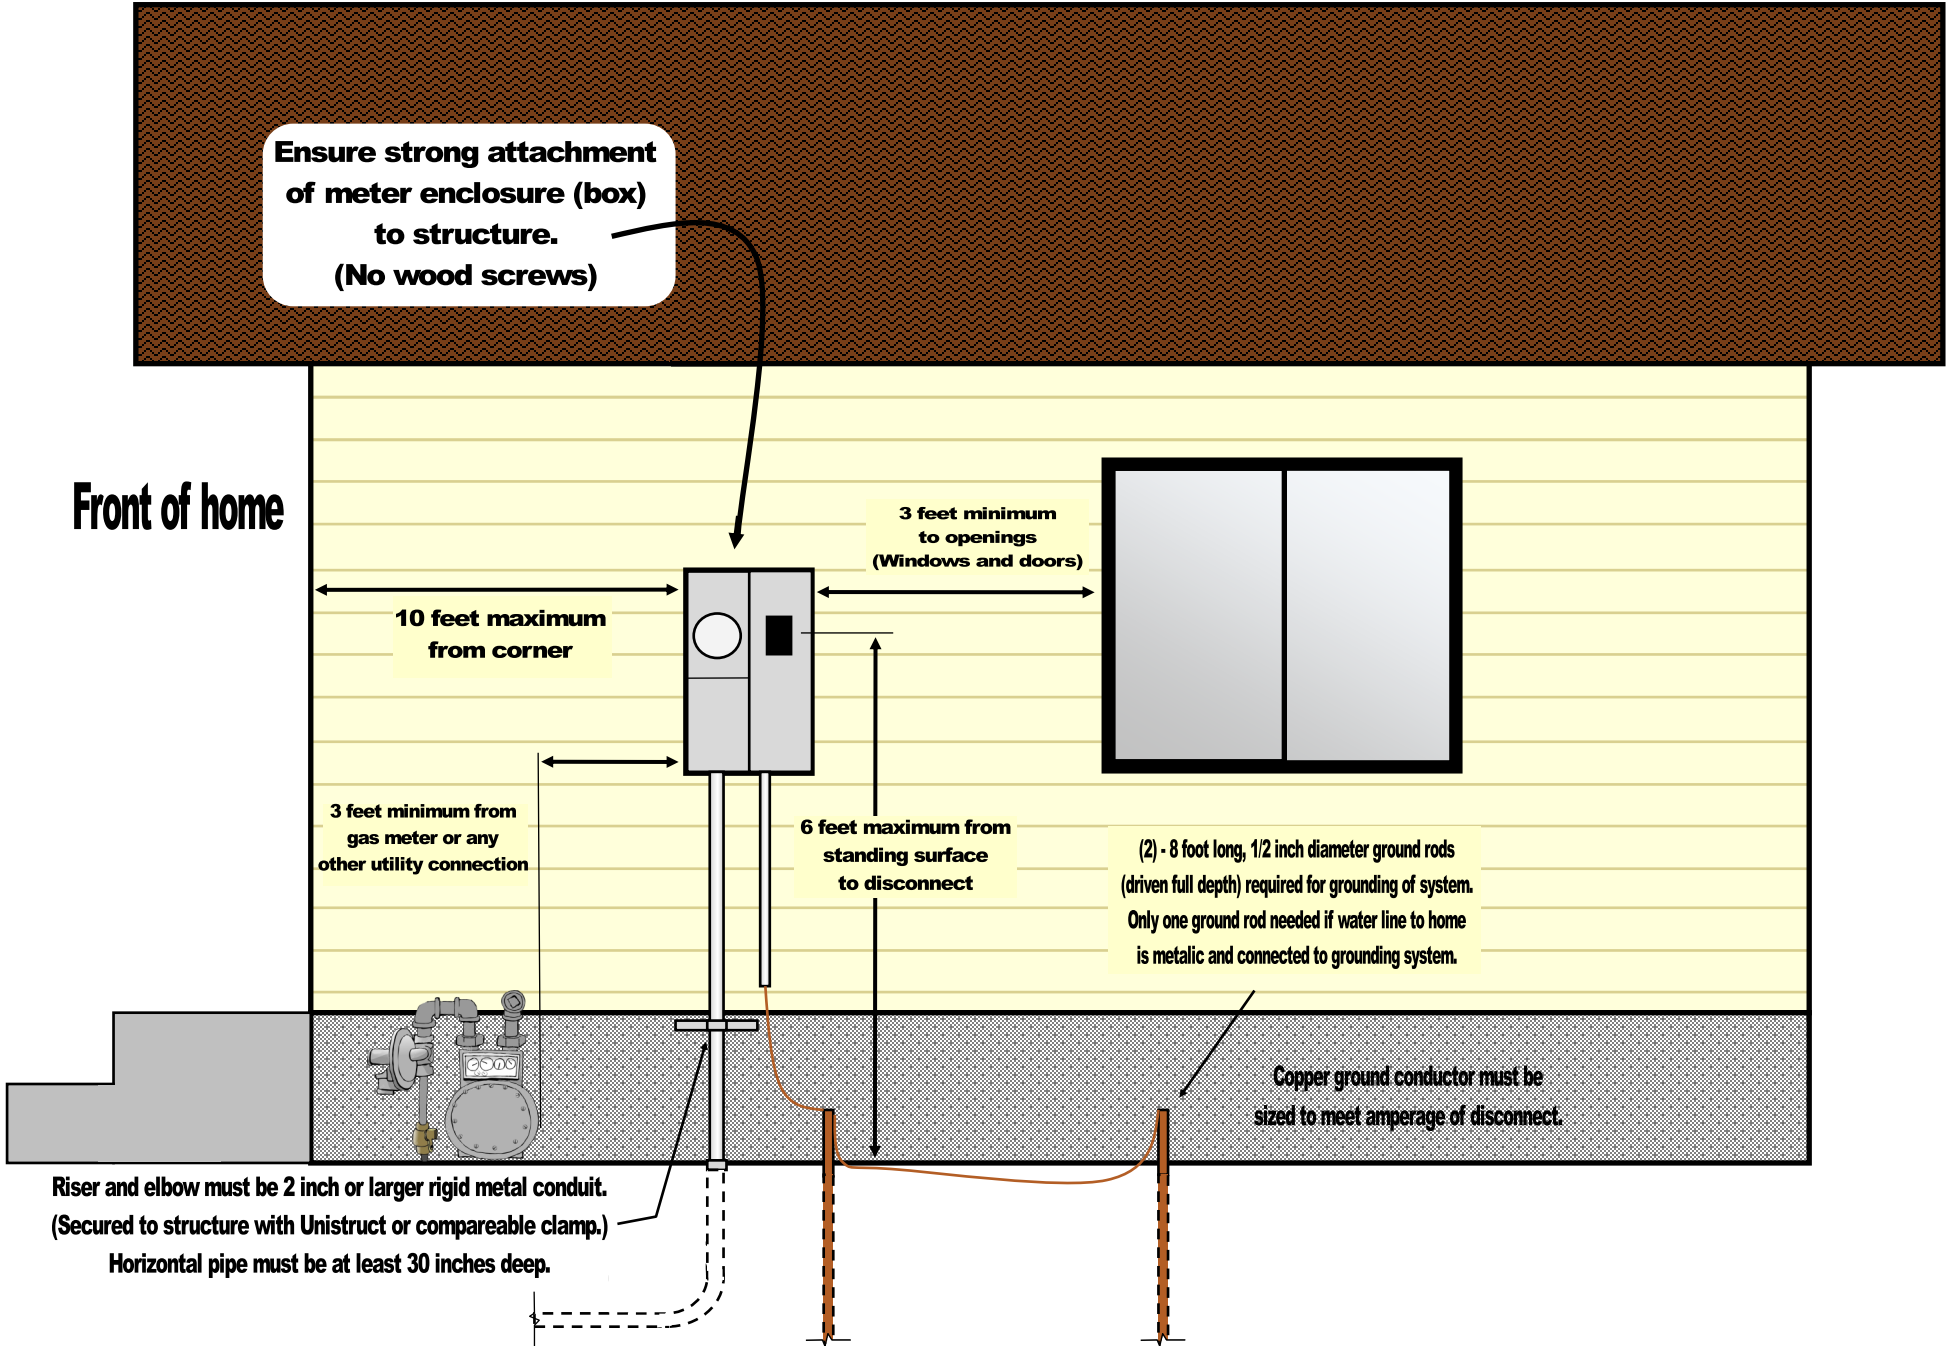 Ensure strong attachment
of meter enclosure (box)
to structure.
(No wood screws)
Front of home
3 feet minimum
to openings
(Windows and doors)
10 feet maximum
from corner
3 feet minimum from
gas meter or any
other utility connection
6 feet maximum from
standing surface
to disconnect
(2) - 8 foot long, 1/2 inch diameter ground rods
(driven full depth) required for grounding of system.
Only one ground rod needed if water line to home
is metalic and connected to grounding system.
Copper ground conductor must be
sized to meet amperage of disconnect.
Riser and elbow must be 2 inch or larger rigid metal conduit.
(Secured to structure with Unistruct or compareable clamp.)
Horizontal pipe must be at least 30 inches deep.